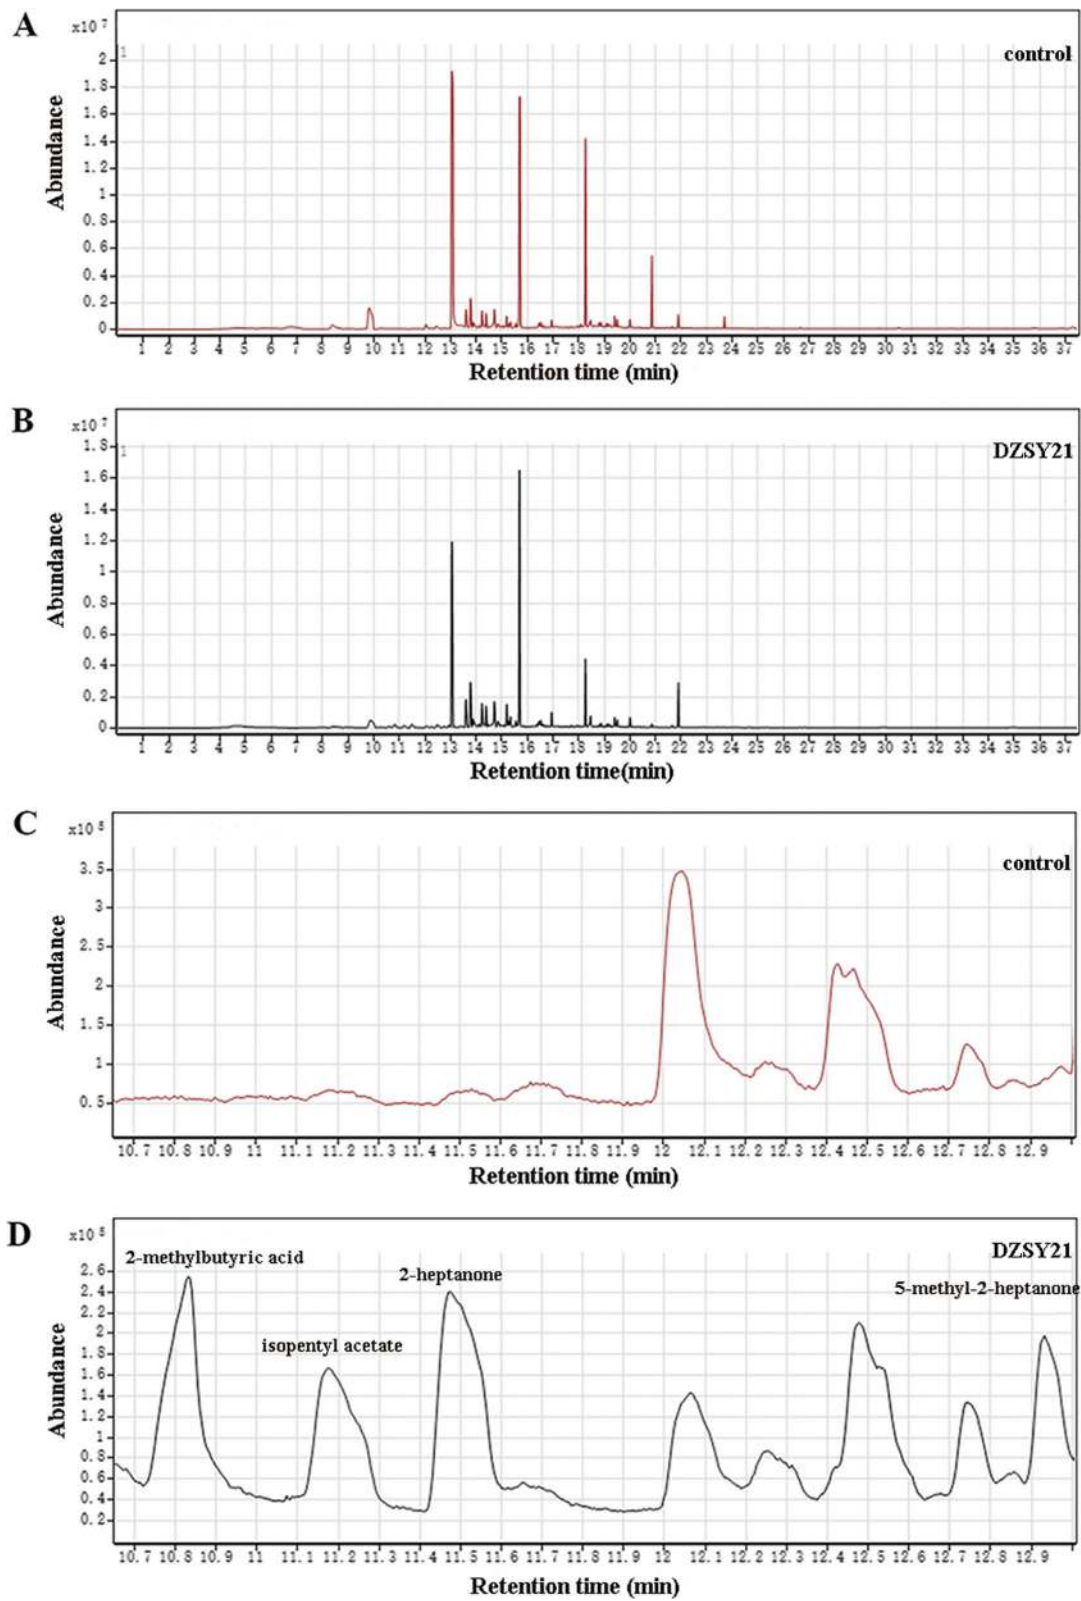 A
x10 7
1
control
2
1.8
1.6
1.4
1.2
1
0.8
0.6
0.4
0.2
0
Abundance
1 2 3 4 5 6 7 8 9 10 11 12 13 14 15 16 17 18 19 20 21 22 23 24 25 26 27 28 29 30 31 32 33 34 35 36 37
Retention time (min)
B
x10 7
1
DZSY21
1.8
1.6
1.4
1.2
1
0.8
0.6
0.4
0.2
0
Abundance
1 2 3 4 5 6 7 8 9 10 11 12 13 14 15 16 17 18 19 20 21 22 23 24 25 26 27 28 29 30 31 32 33 34 35 36 37
Retention time(min)
C
x10 5
control
3.5
3
2.5
2
1.5
1
0.5
Abundance
10.7 10.8 10.9 11 11.1 11.2 11.3 11.4 11.5 11.6 11.7 11.8 11.9 12 12.1 12.2 12.3 12.4 12.5 12.6 12.7 12.8 12.9
Retention time (min)
D
x10 5
DZSY21
2-methylbutyric acid
2-heptanone
5-methyl-2-heptanone
isopentyl acetate
2.6
2.4
2.2
2
1.8
1.6
1.4
1.2
1
0.8
0.6
0.4
0.2
Abundance
10.7 10.8 10.9 11 11.1 11.2 11.3 11.4 11.5 11.6 11.7 11.8 11.9 12 12.1 12.2 12.3 12.4 12.5 12.6 12.7 12.8 12.9
Retention time (min)